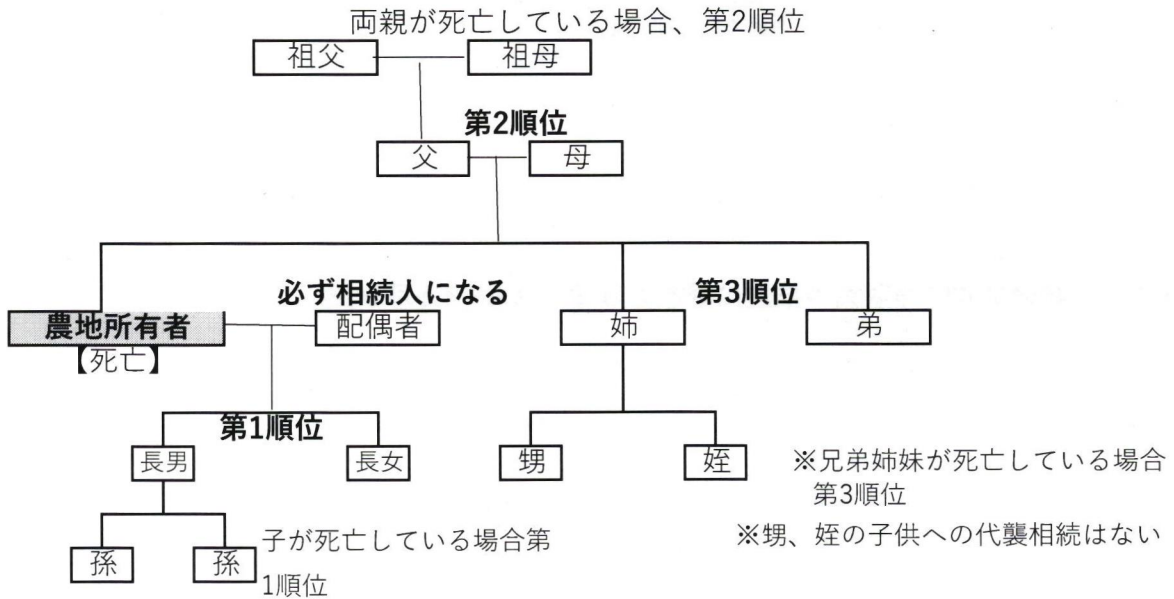 両親が死亡している場合、第2順位
祖父
祖母
第2順位
父
母
必ず相続人になる
第3順位
農地所有者
【死亡】
配偶者
姉
弟
第1順位
長男
長女
甥
姪
※兄弟姉妹が死亡している場合
第3順位
※甥、姪の子供への代襲相続はない
孫
孫
子が死亡している場合第
1順位